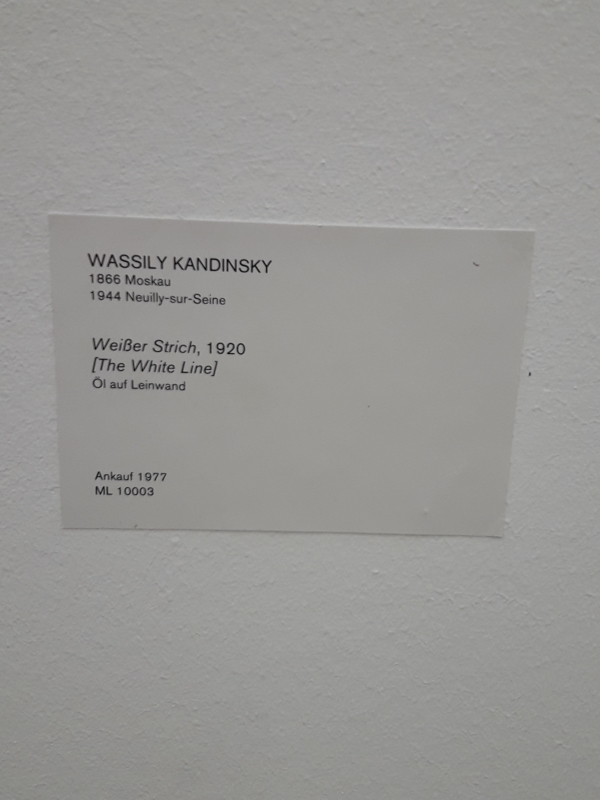 WASSILY KANDINSKY
1866 Moskau
1944 Neuilly-sur-Seine
Weißer Strich, 1920
[The White Line]
Öl auf Leinwand
Ankauf 1977
ML 10003